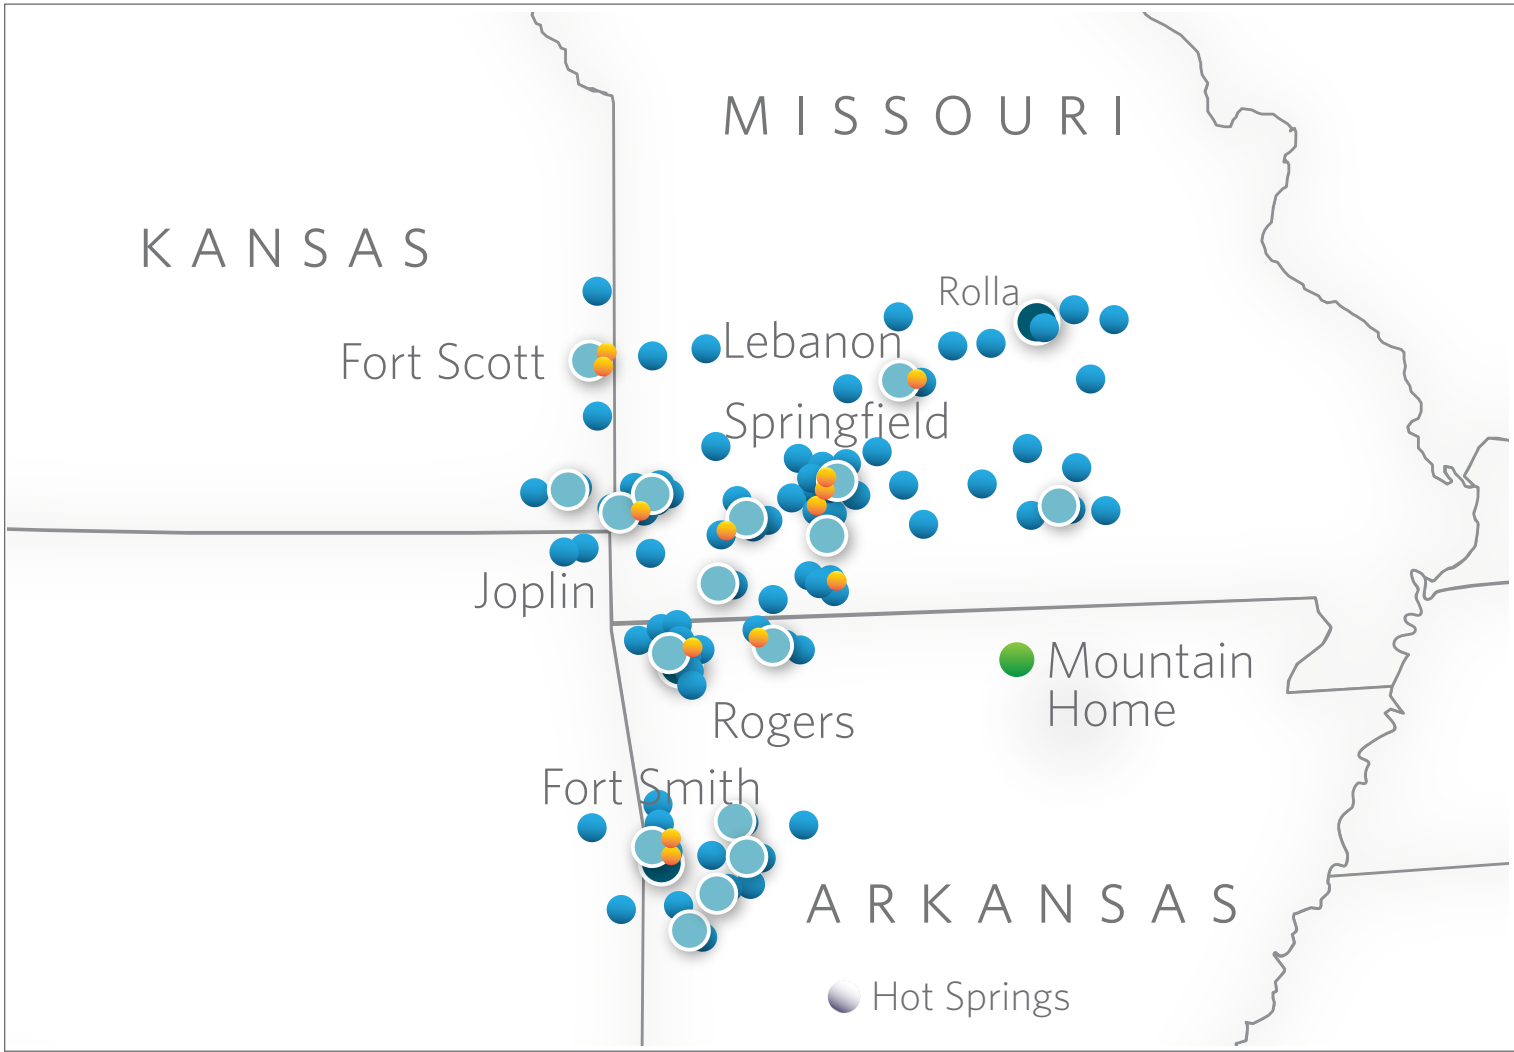 MISSOURI
KANSAS
Rolla
Lebanon
Fort Scott
Springfield
Joplin
Mountain
Home
Rogers
Fort Smith
ARKANSAS
Hot Springs